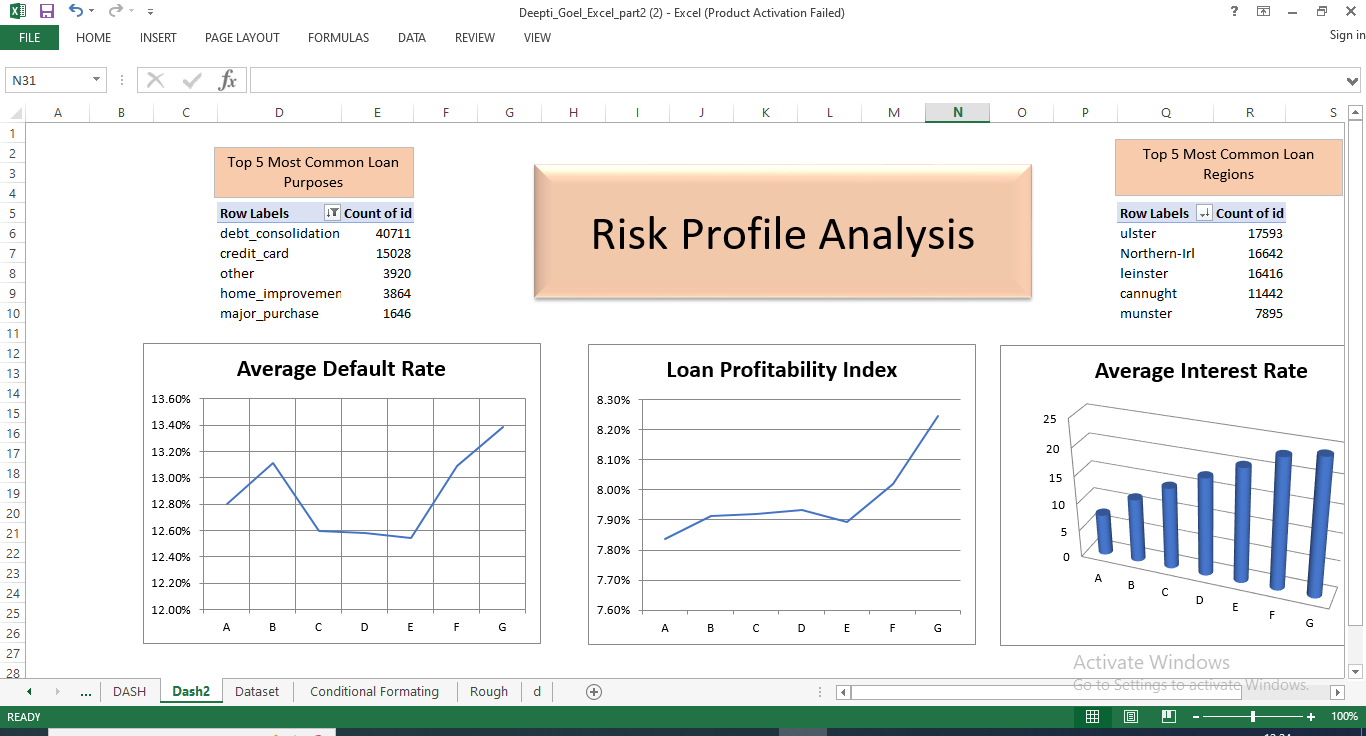 Deepti_Goel_Excel_part2 (2) - Excel (Product Activation Failed)
FILE HOME INSERT PAGE LAYOUT FORMULAS DATA REVIEW VIEW Sign in
N31 fx
A B C D E F G H I J K L M N O P Q R S
1
2
3
4
5
6
7
8
9
10
11
12
13
14
15
16
17
18
19
20
21
22
23
24
25
26
27
28
Top 5 Most Common Loan
Purposes
Row Labels Count of id
debt_consolidation 40711
credit_card 15028
other 3920
home_improvemen 3864
major_purchase 1646
Risk Profile Analysis
Top 5 Most Common Loan
Regions
Row Labels Count of id
ulster 17593
Northern-Irl 16642
leinster 16416
cannught 11442
munster 7895
Average Default Rate
13.60%
13.40%
13.20%
13.00%
12.80%
12.60%
12.40%
12.20%
12.00%
A B C D E F G
Loan Profitability Index
8.30%
8.20%
8.10%
8.00%
7.90%
7.80%
7.70%
7.60%
A B C D E F G
Average Interest Rate
25
20
15
10
5
0
A B C D E F G
Activate Windows
Go to Settings to activate Windows.
... DASH Dash2 Dataset Conditional Formating Rough d
READY 100%